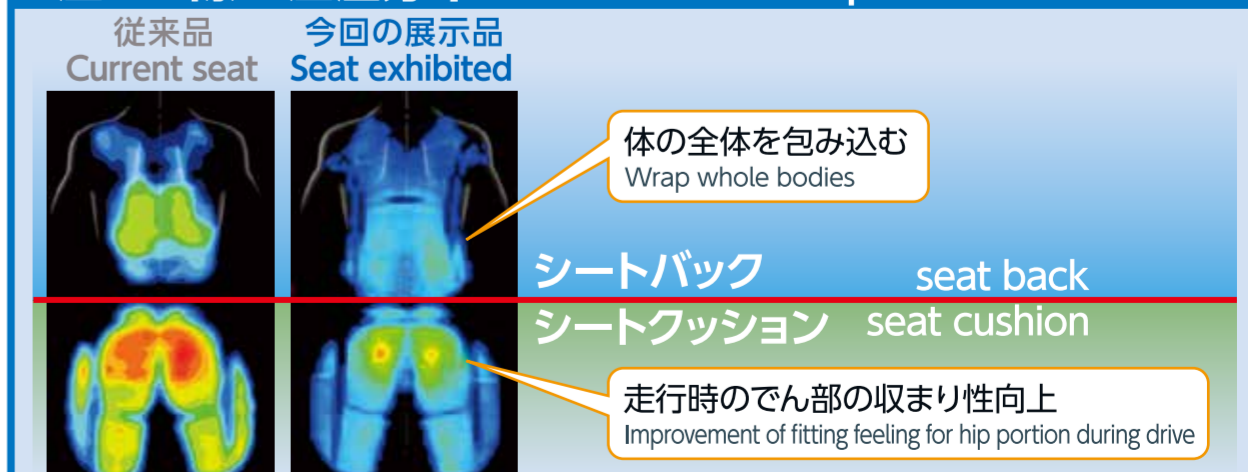 従来品
今回の展示品
Current seat
Seat exhibited
体の全体を包み込む
Wrap whole bodies
シートバック seat back
シートクッション seat cushion
走行時のでん部の収まり性向上
Improvement of fitting feeling for hip portion during drive